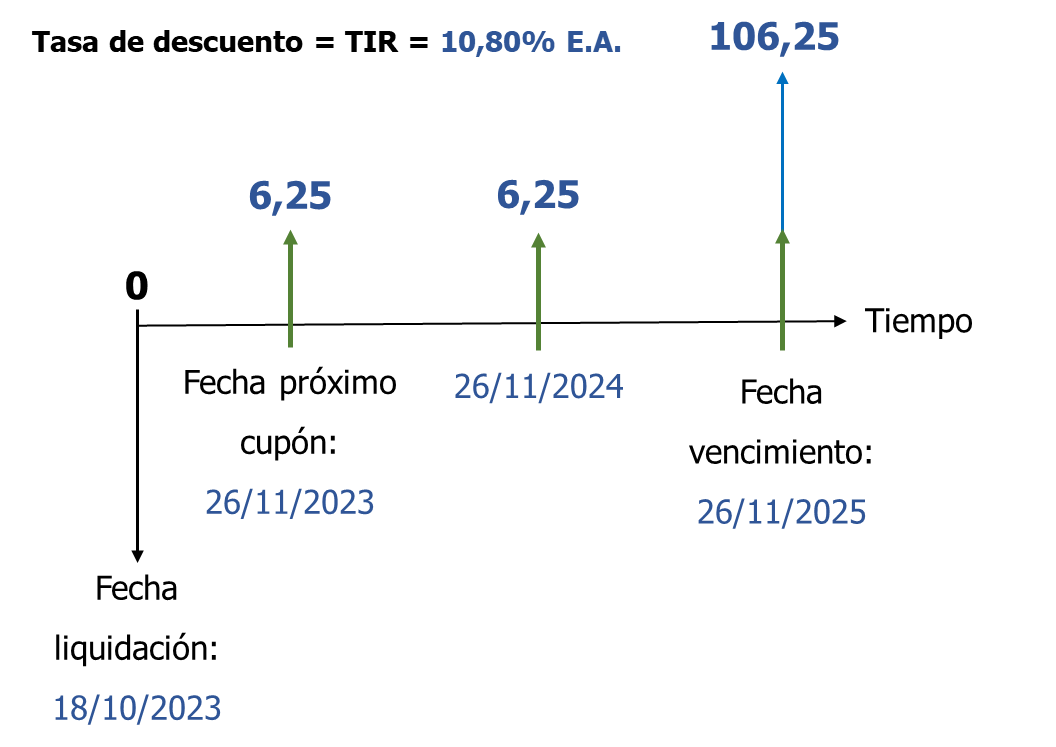 Tasa de descuento = TIR = 10,80% E.A.
106,25
6,25
6,25
0
Tiempo
Fecha próximo
cupón:
26/11/2023
26/11/2024
Fecha
vencimiento:
26/11/2025
Fecha
liquidación:
18/10/2023